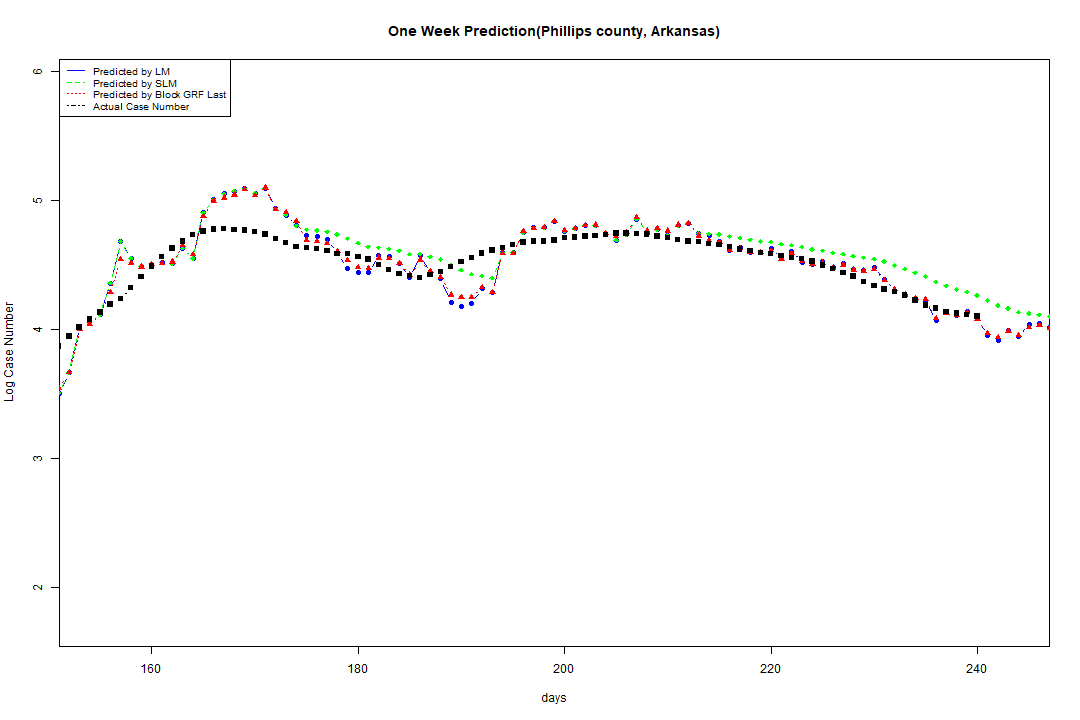 One Week Prediction(Phillips county, Arkansas)
Predicted by LM
Predicted by SLM
Predicted by Block GRF Last
Actual Case Number
6
5
4
3
2
Log Case Number
160 180 200 220 240
days